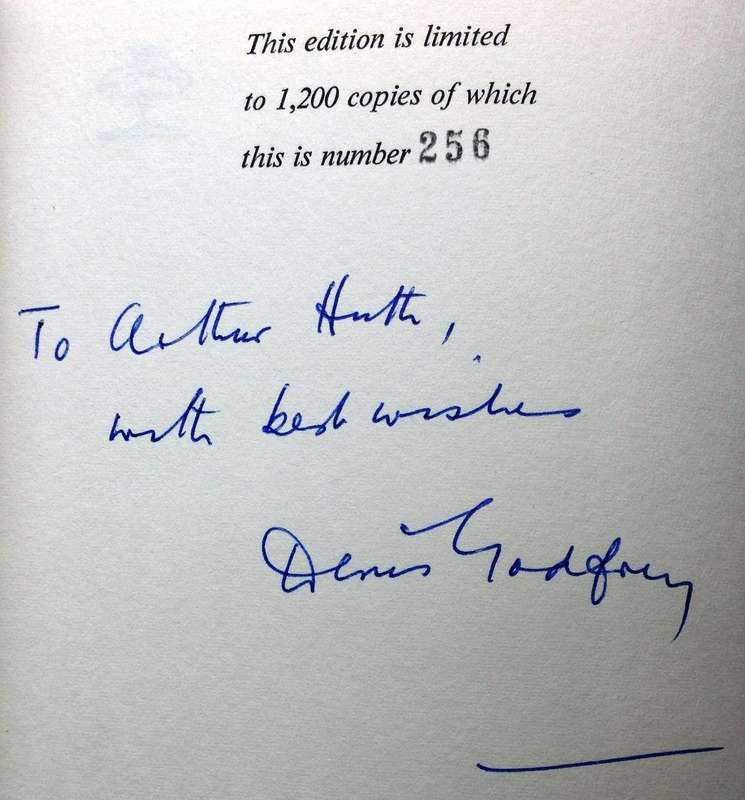 This edition is limited
to 1,200 copies of which
this is number 256
To Arthur Huth,
with best wishes
Denis Godfrey